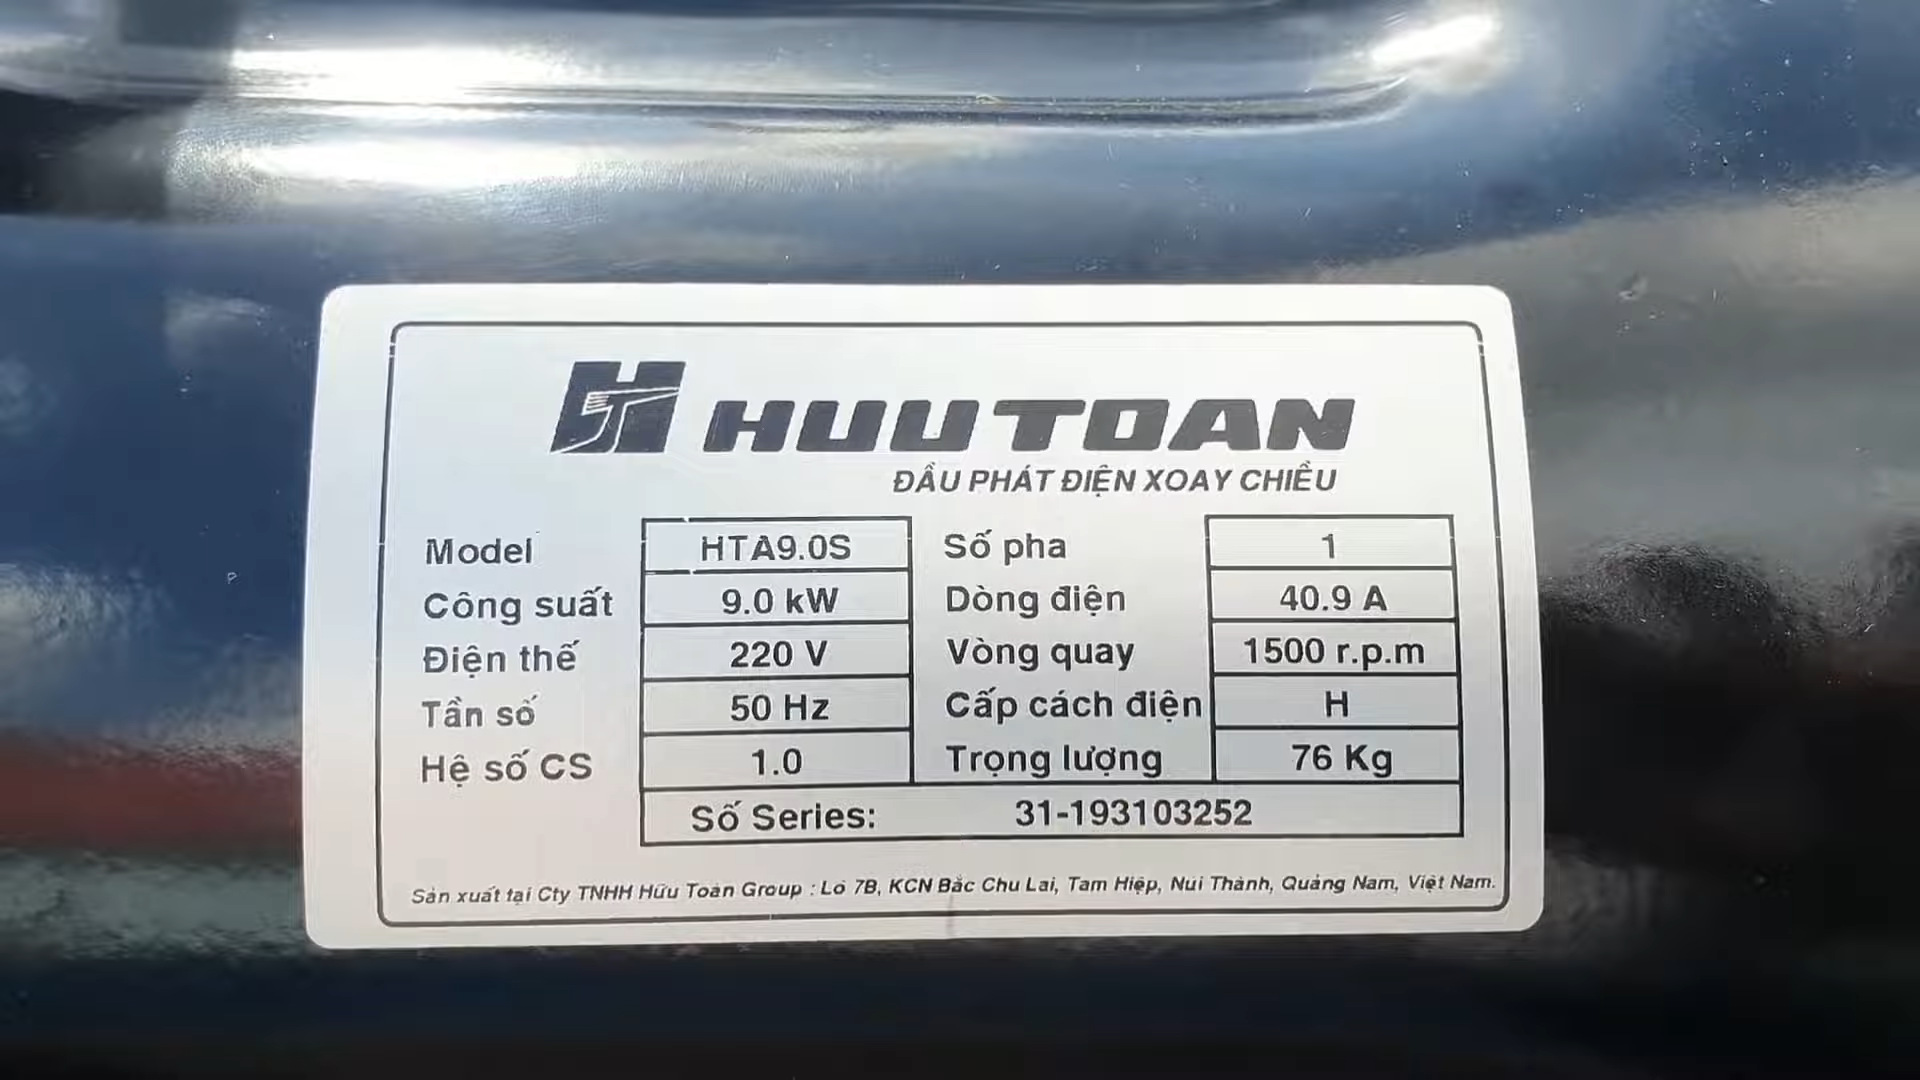 HUUTOAN
ĐẦU PHÁT ĐIỆN XOAY CHIỀU
Model HTA9.0S Số pha 1
Công suất 9.0 kW Dòng điện 40.9 A
Điện thế 220 V Vòng quay 1500 r.p.m
Tần số 50 Hz Cấp cách điện H
Hệ số CS 1.0 Trọng lượng 76 Kg
Số Series: 31-193103252
Sản xuất tại Cty TNHH Hữu Toàn Group : Lô 7B, KCN Bắc Chu Lai, Tam Hiệp, Núi Thành, Quảng Nam, Việt Nam.